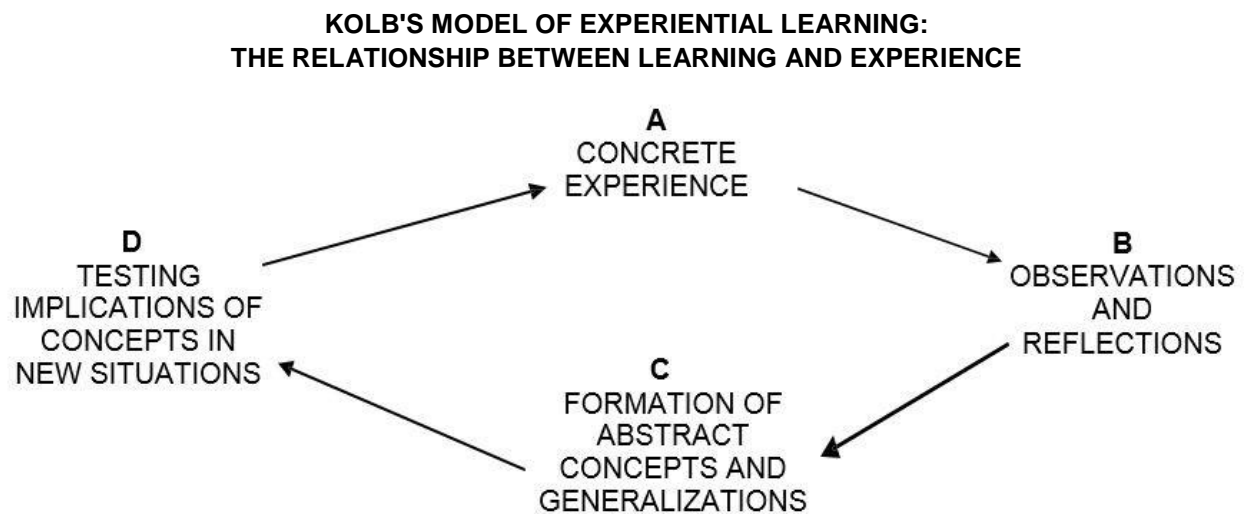 KOLB'S MODEL OF EXPERIENTIAL LEARNING:
THE RELATIONSHIP BETWEEN LEARNING AND EXPERIENCE
A
CONCRETE
EXPERIENCE
B
OBSERVATIONS
AND
REFLECTIONS
C
FORMATION OF
ABSTRACT
CONCEPTS AND
GENERALIZATIONS
D
TESTING
IMPLICATIONS OF
CONCEPTS IN
NEW SITUATIONS